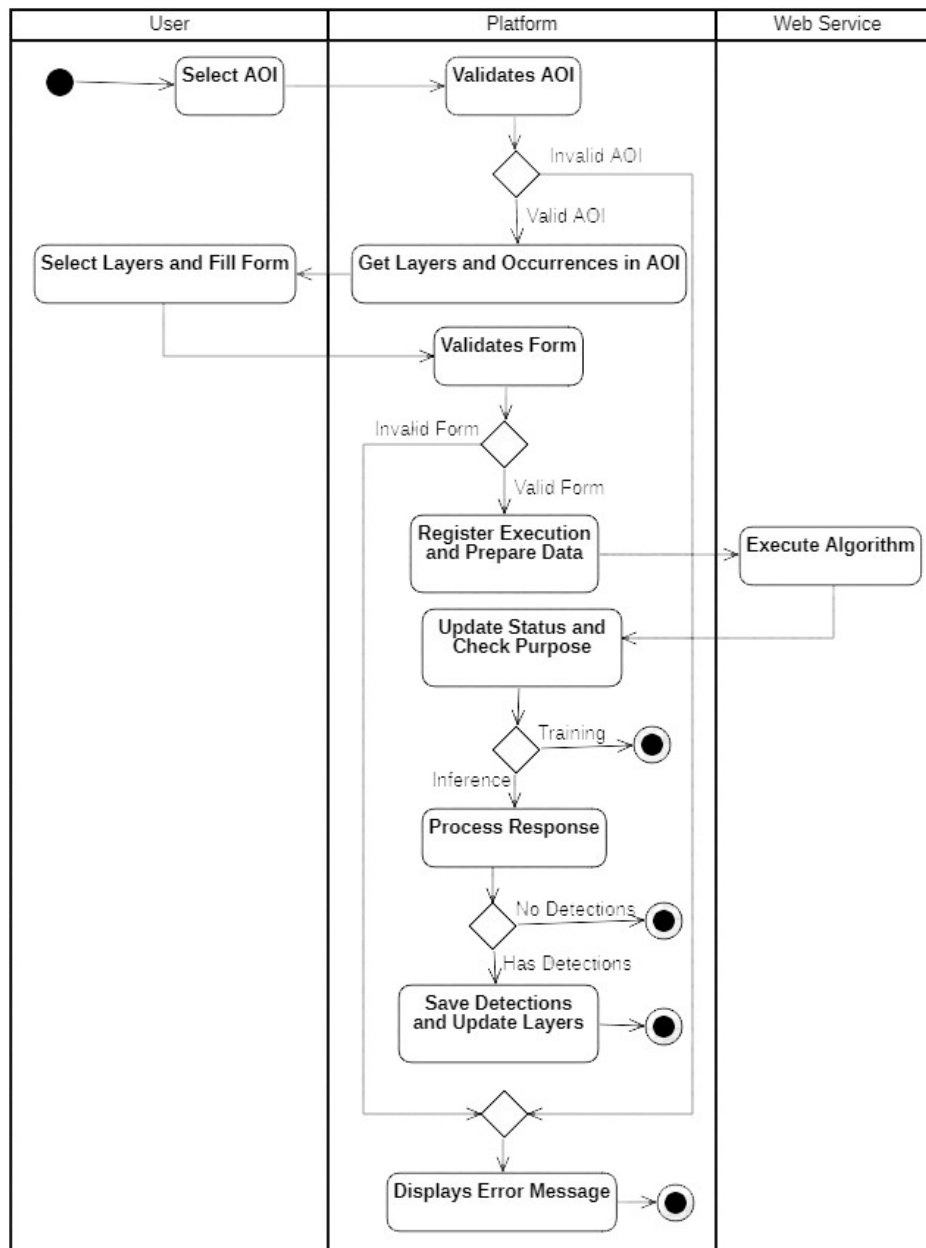 User
Platform
Web Service
Select AOI
Validates AOI
Invalid AOI
Valid AOI
Select Layers and Fill Form
Get Layers and Occurrences in AOI
Validates Form
Invalid Form
Valid Form
Register Execution
and Prepare Data
Execute Algorithm
Update Status and
Check Purpose
Training
Inference
Process Response
No Detections
Has Detections
Save Detections
and Update Layers
Displays Error Message